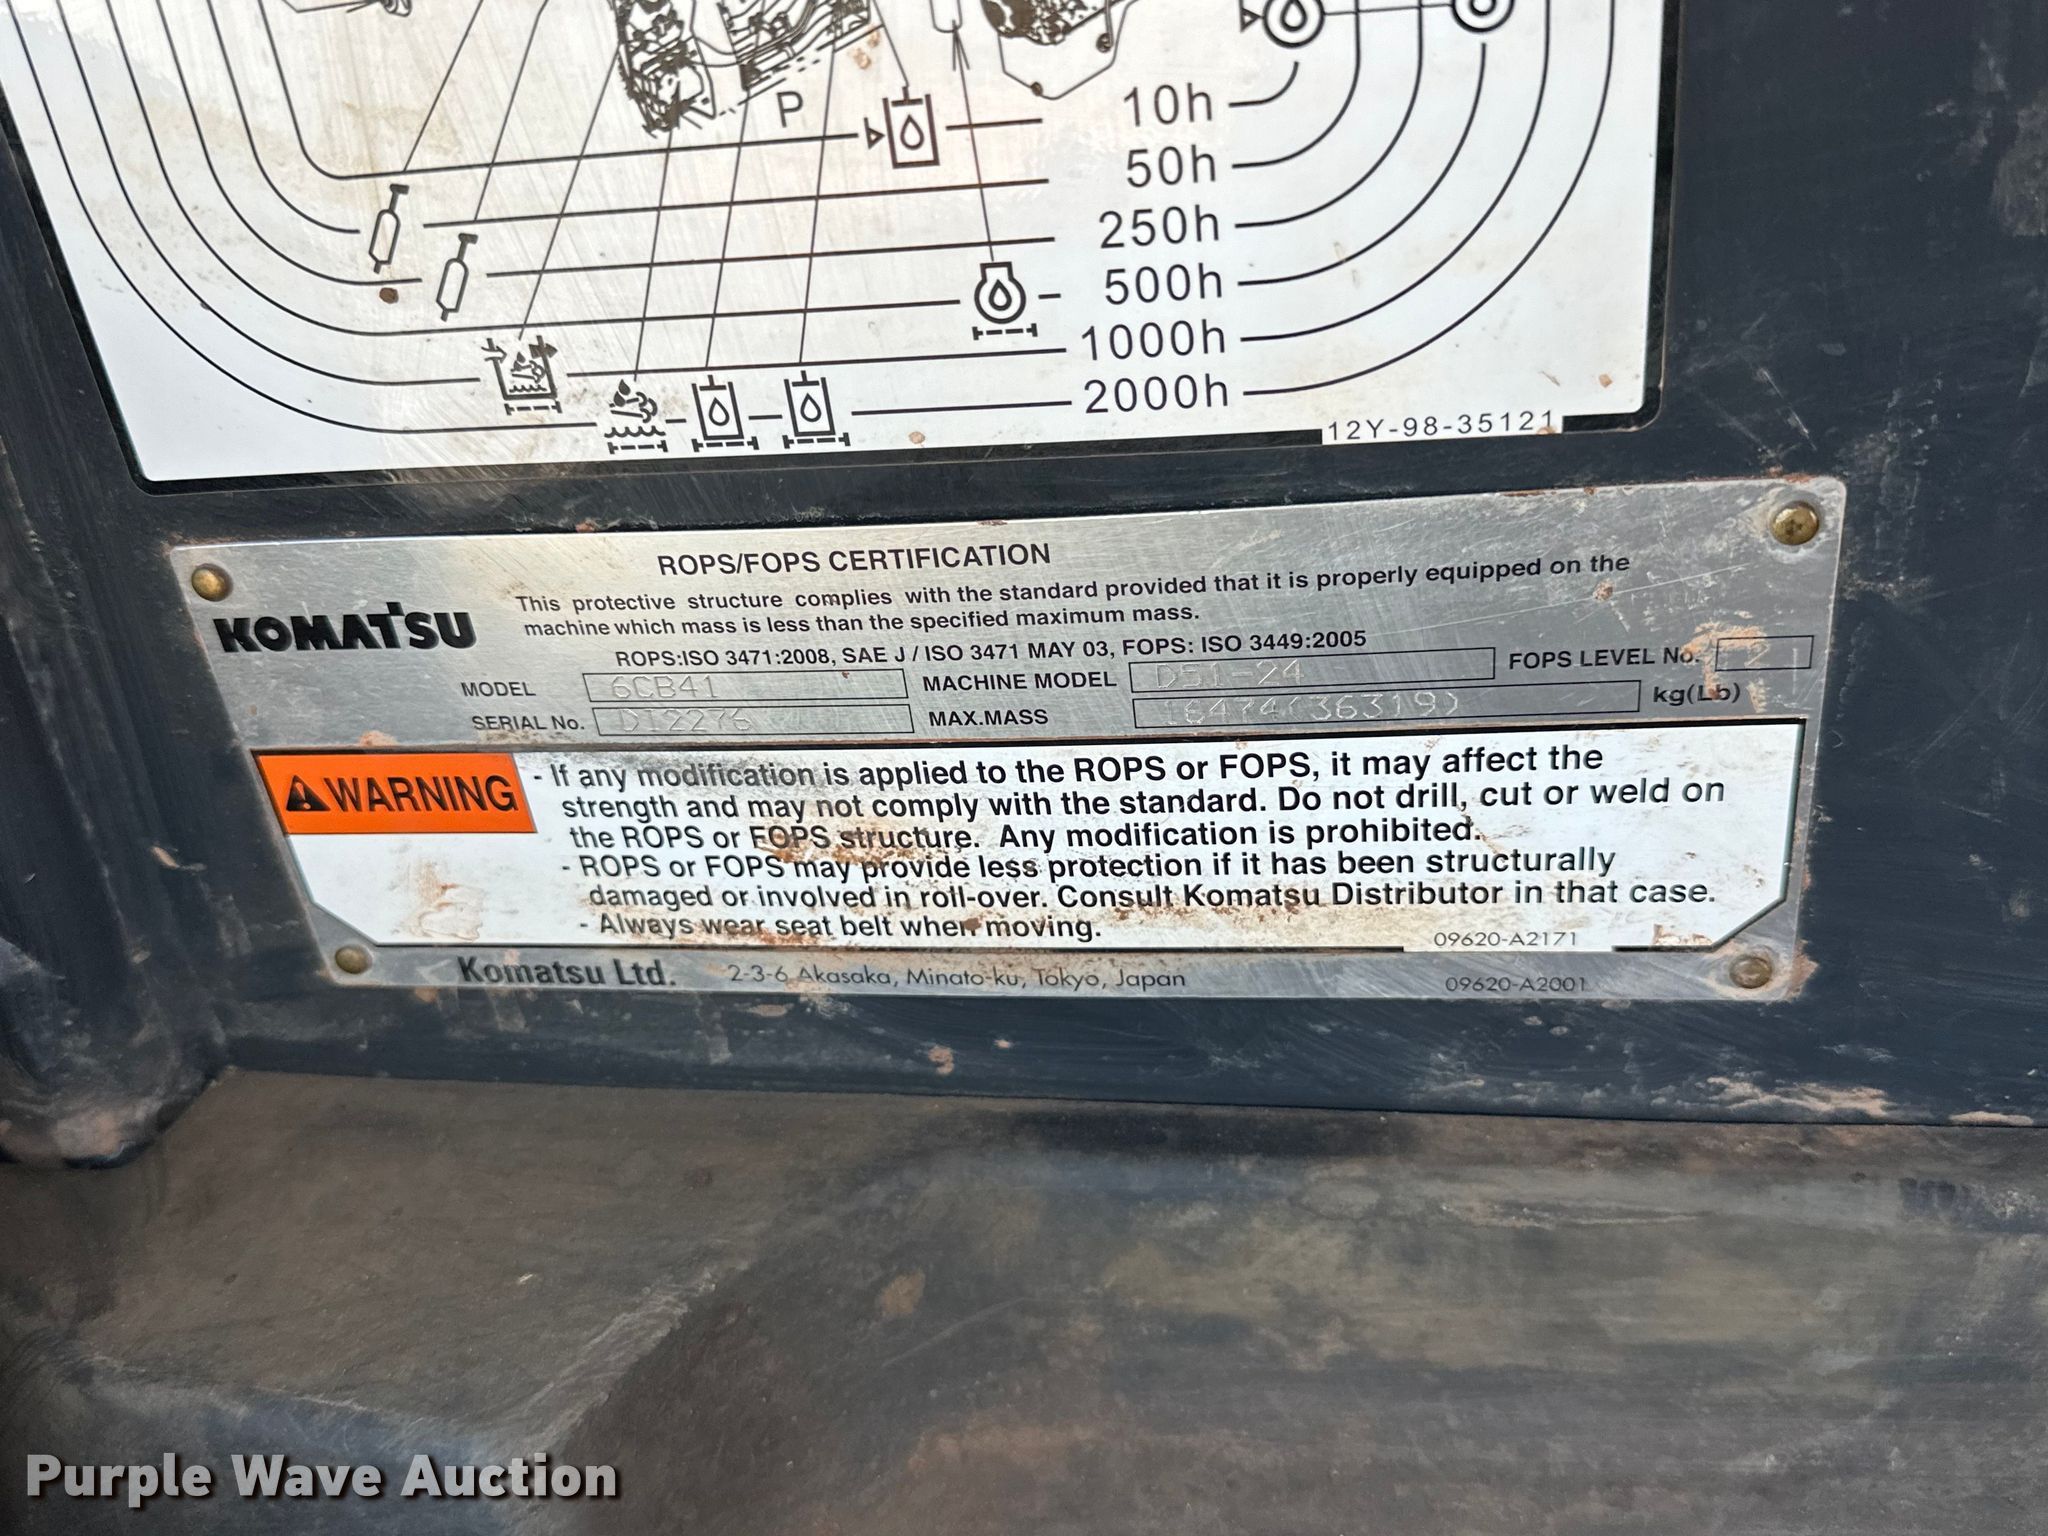 P
10h
50h
250h
500h
1000h
2000h
12Y-98-35121
ROPS/FOPS CERTIFICATION
KOMATSU
This protective structure complies with the standard provided that it is properly equipped on the
machine which mass is less than the specified maximum mass.
ROPS:ISO 3471:2008, SAE J / ISO 3471 MAY 03, FOPS: ISO 3449:2005
MODEL 6CB41 MACHINE MODEL D51-24 FOPS LEVEL No. 2
SERIAL No. DI2276 MAX.MASS 16474(36319) kg(Lb)
WARNING
- If any modification is applied to the ROPS or FOPS, it may affect the
strength and may not comply with the standard. Do not drill, cut or weld on
the ROPS or FOPS structure. Any modification is prohibited.
- ROPS or FOPS may provide less protection if it has been structurally
damaged or involved in roll-over. Consult Komatsu Distributor in that case.
- Always wear seat belt when moving.
09620-A2171
Komatsu Ltd. 2-3-6 Akasaka, Minato-ku, Tokyo, Japan 09620-A2001
Purple Wave Auction